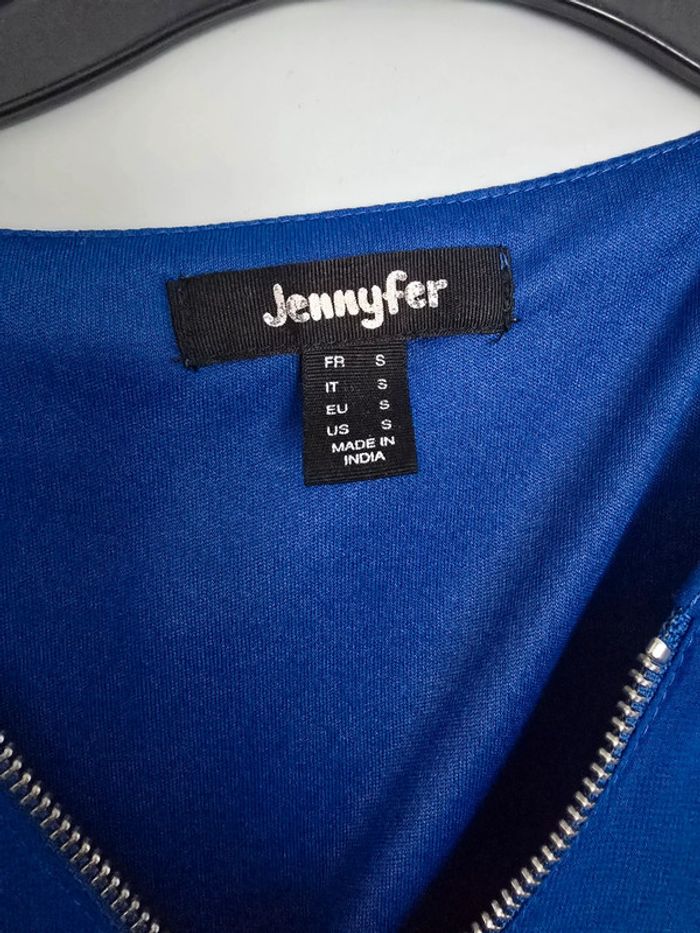 Jennyfer
FR S
IT S
EU S
US S
MADE IN
INDIA